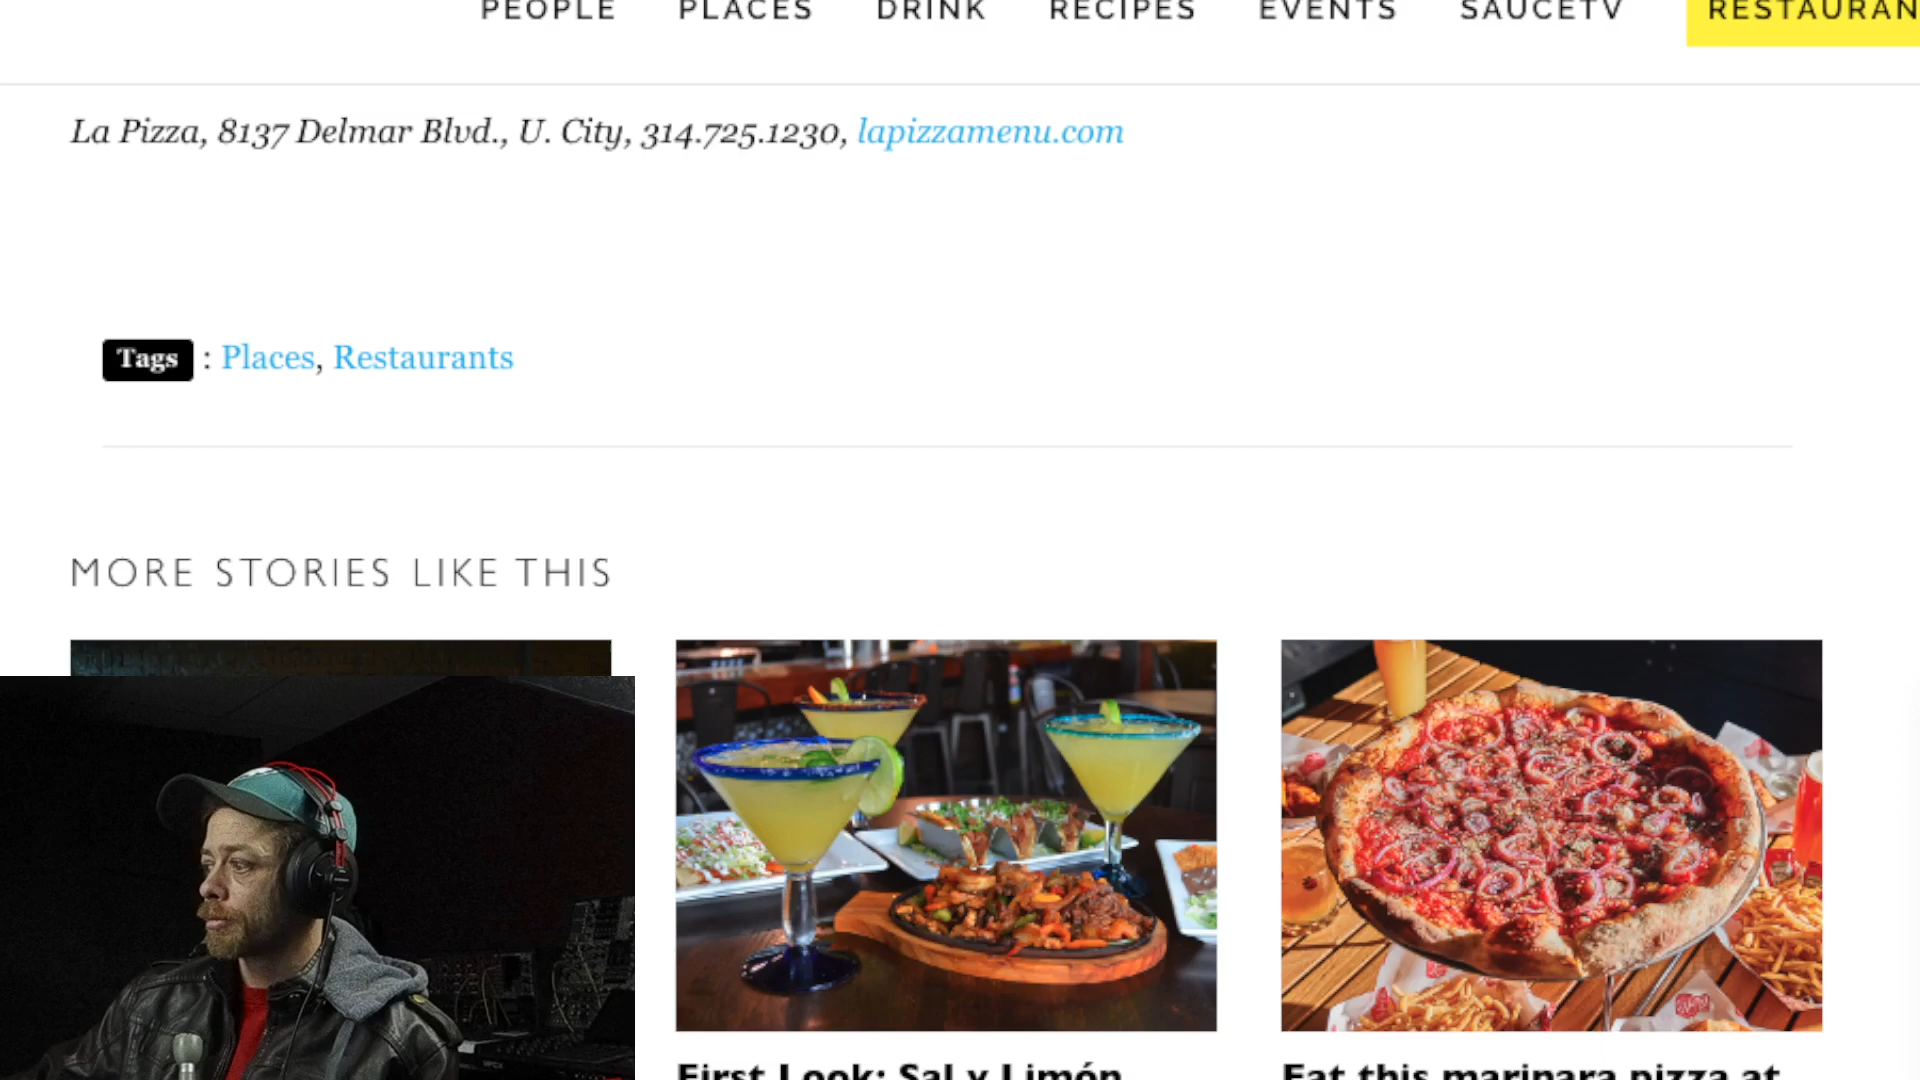 PEOPLE PLACES DRINK RECIPES EVENTS SAUCETV RESTAURAN
La Pizza, 8137 Delmar Blvd., U. City, 314.725.1230, lapizzamenu.com
Tags : Places, Restaurants
MORE STORIES LIKE THIS
First Look: Sal y Limón
Eat this marinara pizza at